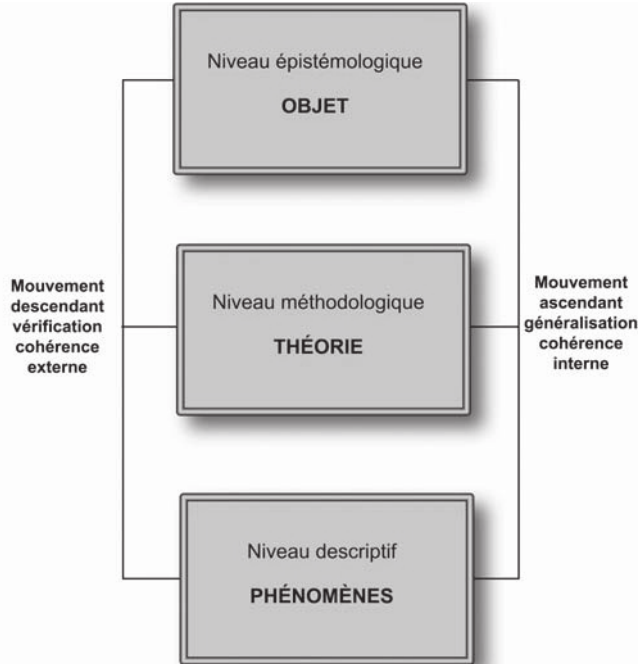 Niveau épistémologique
OBJET
Mouvement
descendant
vérification
cohérence
externe
Niveau méthodologique
THÉORIE
Mouvement
ascendant
généralisation
cohérence
interne
Niveau descriptif
PHÉNOMÈNES